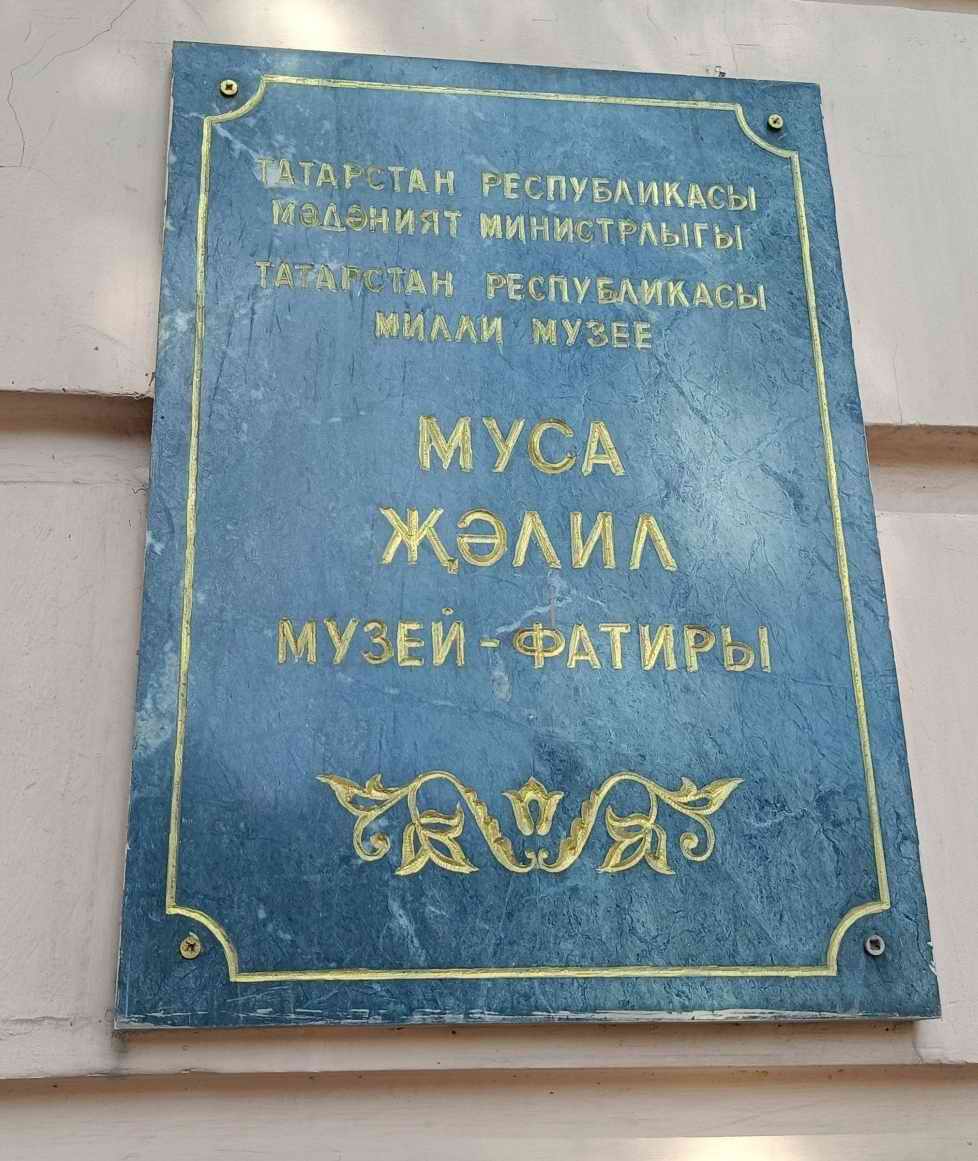 ТАТАРСТАН РЕСПУБЛИКАСЫ
МӘДӘНИЯТ МИНИСТРЛЫГЫ
ТАТАРСТАН РЕСПУБЛИКАСЫ
МИЛЛИ МУЗЕЕ
МУСА
ҖӘЛИЛ
МУЗЕЙ-ФАТИРЫ